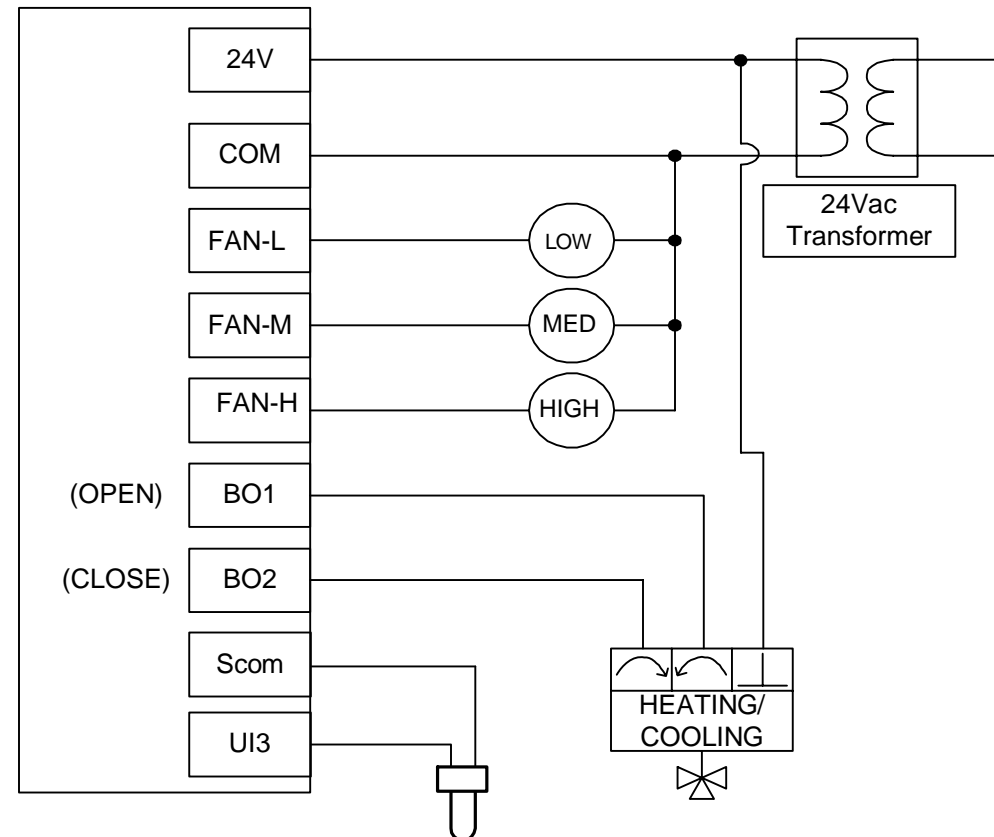 24V
COM
24Vac
Transformer
FAN-L
LOW
FAN-M
MED
FAN-H
HIGH
(OPEN)
BO1
(CLOSE)
BO2
Scom
HEATING/
COOLING
UI3